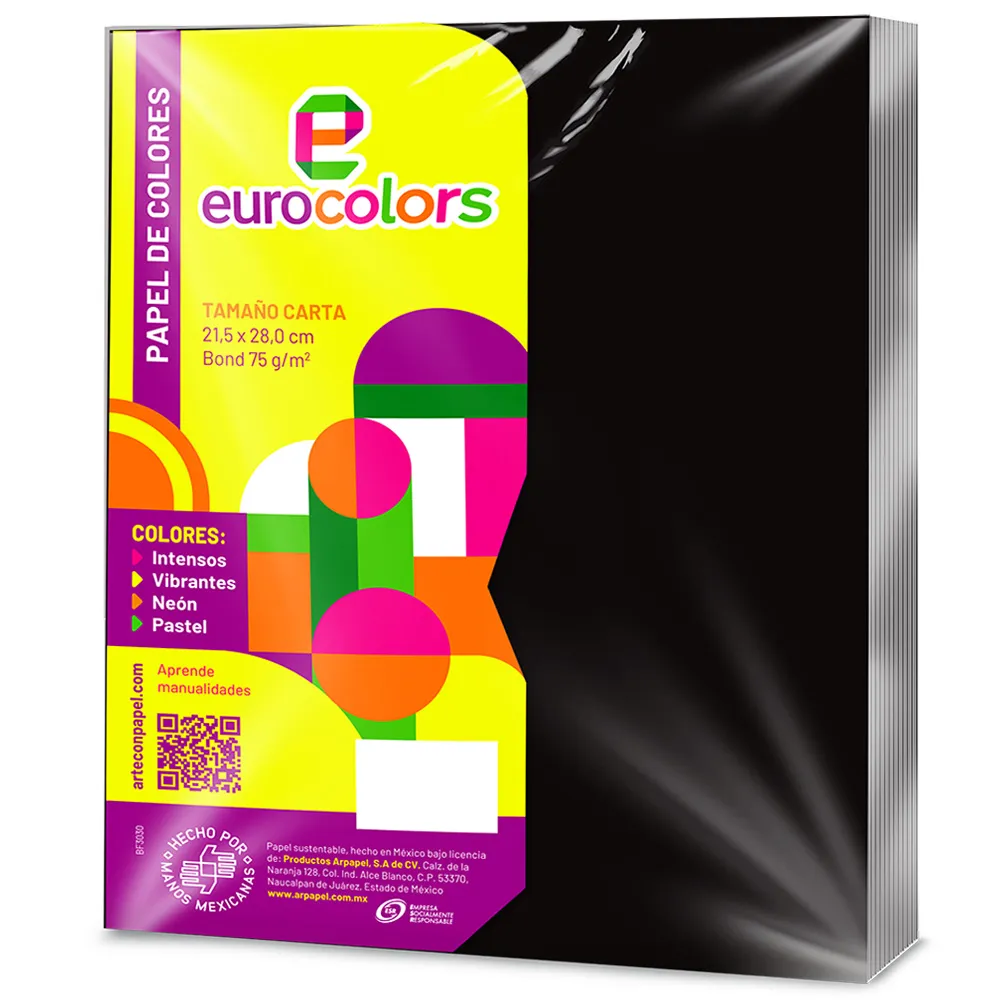 PAPEL DE COLORES
e
eurocolors
TAMAÑO CARTA
21,5 x 28,0 cm
Bond 75 g/m²
COLORES:
Intensos
Vibrantes
Neón
Pastel
arteconpapel.com
Aprende
manualidades
BF3030
HECHO POR
MANOS MEXICANAS
Papel sustentable, hecho en México bajo licencia
de: Productos Arpapel, S.A de CV. Calz. de la
Naranja 128, Col. Ind. Alce Blanco, C.P. 53370,
Naucalpan de Juárez, Estado de México
www.arpapel.com.mx
ESR
EMPRESA
SOCIALMENTE
RESPONSABLE